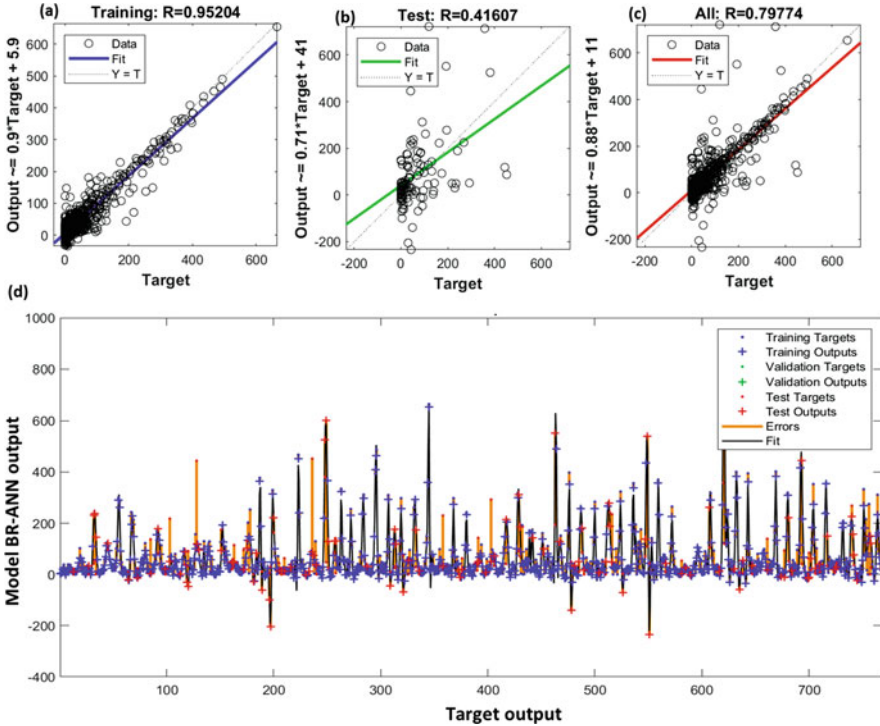 (a)
Training: R=0.95204
Output ~= 0.9*Target + 5.9
600
500
400
300
200
100
0
Data
Fit
Y = T
0 200 400 600
Target
(b)
Test: R=0.41607
Output ~= 0.71*Target + 41
600
400
200
0
-200
Data
Fit
Y = T
-200 0 200 400 600
Target
(c)
All: R=0.79774
Output ~= 0.88*Target + 11
600
400
200
0
-200
Data
Fit
Y = T
-200 0 200 400 600
Target
(d)
Model BR-ANN output
1000
800
600
400
200
0
-200
-400
Training Targets
Training Outputs
Validation Targets
Validation Outputs
Test Targets
Test Outputs
Errors
Fit
100 200 300 400 500 600 700
Target output